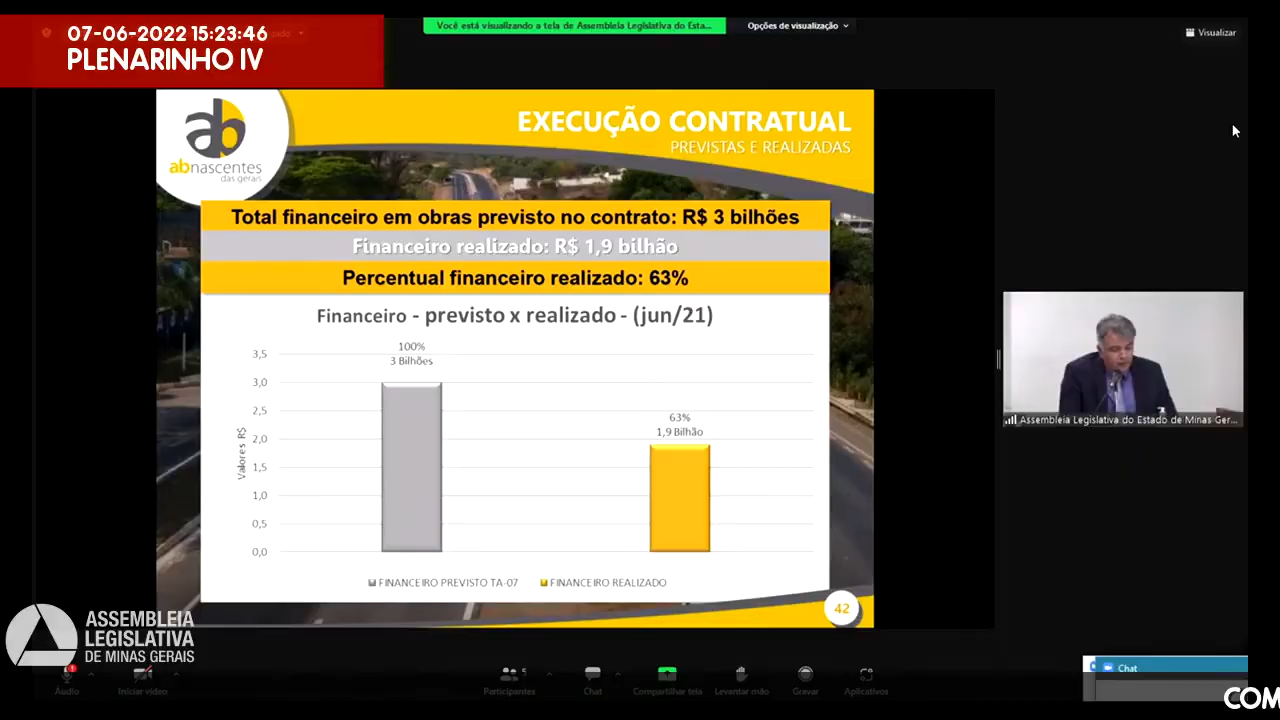 07-06-2022 15:23:46
PLENARINHO IV
Você está visualizando a tela de Assembleia Legislativa do Esta...
Opções de visualização
Visualizar
ab
abnascentes
das gerais
EXECUÇÃO CONTRATUAL
PREVISTAS E REALIZADAS
Total financeiro em obras previsto no contrato: R$ 3 bilhões
Financeiro realizado: R$ 1,9 bilhão
Percentual financeiro realizado: 63%
Financeiro - previsto x realizado - (jun/21)
Valores R$
3,5
3,0
2,5
2,0
1,5
1,0
0,5
0,0
100%
3 Bilhões
63%
1,9 Bilhão
FINANCEIRO PREVISTO TA-07
FINANCEIRO REALIZADO
42
Assembleia Legislativa do Estado de Minas Ger...
ASSEMBLEIA
LEGISLATIVA
DE MINAS GERAIS
Áudio
Iniciar vídeo
Participantes
5
Chat
Compartilhar tela
Levantar mão
Gravar
Aplicativos
Chat
COM